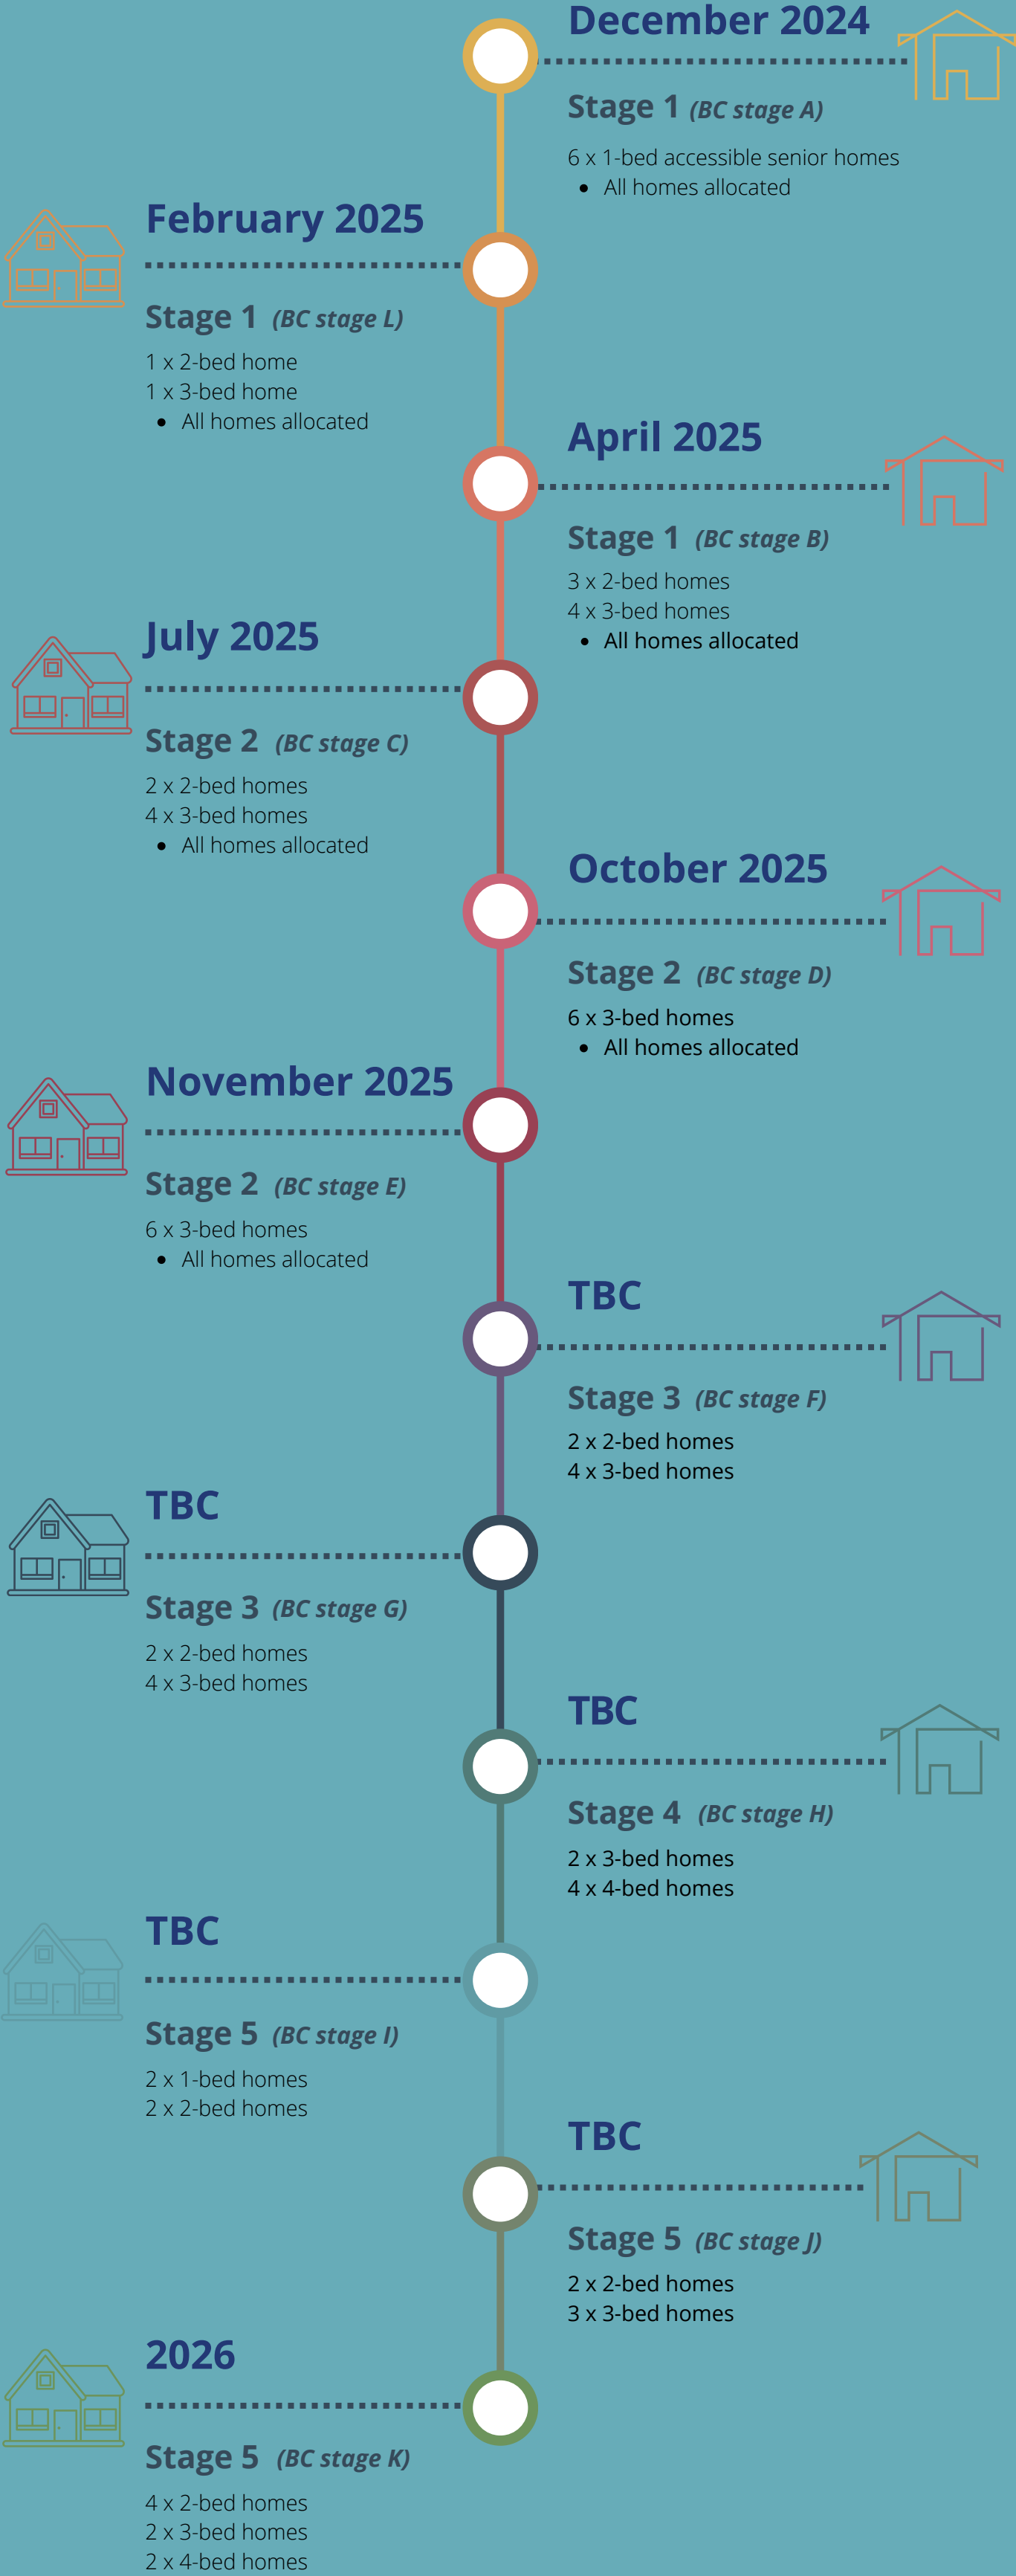 December 2024
Stage 1 (BC stage A)
6 x 1-bed accessible senior homes
• All homes allocated
February 2025
Stage 1 (BC stage L)
1 x 2-bed home
1 x 3-bed home
• All homes allocated
April 2025
Stage 1 (BC stage B)
3 x 2-bed homes
4 x 3-bed homes
• All homes allocated
July 2025
Stage 2 (BC stage C)
2 x 2-bed homes
4 x 3-bed homes
• All homes allocated
October 2025
Stage 2 (BC stage D)
6 x 3-bed homes
• All homes allocated
November 2025
Stage 2 (BC stage E)
6 x 3-bed homes
• All homes allocated
TBC
Stage 3 (BC stage F)
2 x 2-bed homes
4 x 3-bed homes
TBC
Stage 3 (BC stage G)
2 x 2-bed homes
4 x 3-bed homes
TBC
Stage 4 (BC stage H)
2 x 3-bed homes
4 x 4-bed homes
TBC
Stage 5 (BC stage I)
2 x 1-bed homes
2 x 2-bed homes
TBC
Stage 5 (BC stage J)
2 x 2-bed homes
3 x 3-bed homes
2026
Stage 5 (BC stage K)
4 x 2-bed homes
2 x 3-bed homes
2 x 4-bed homes